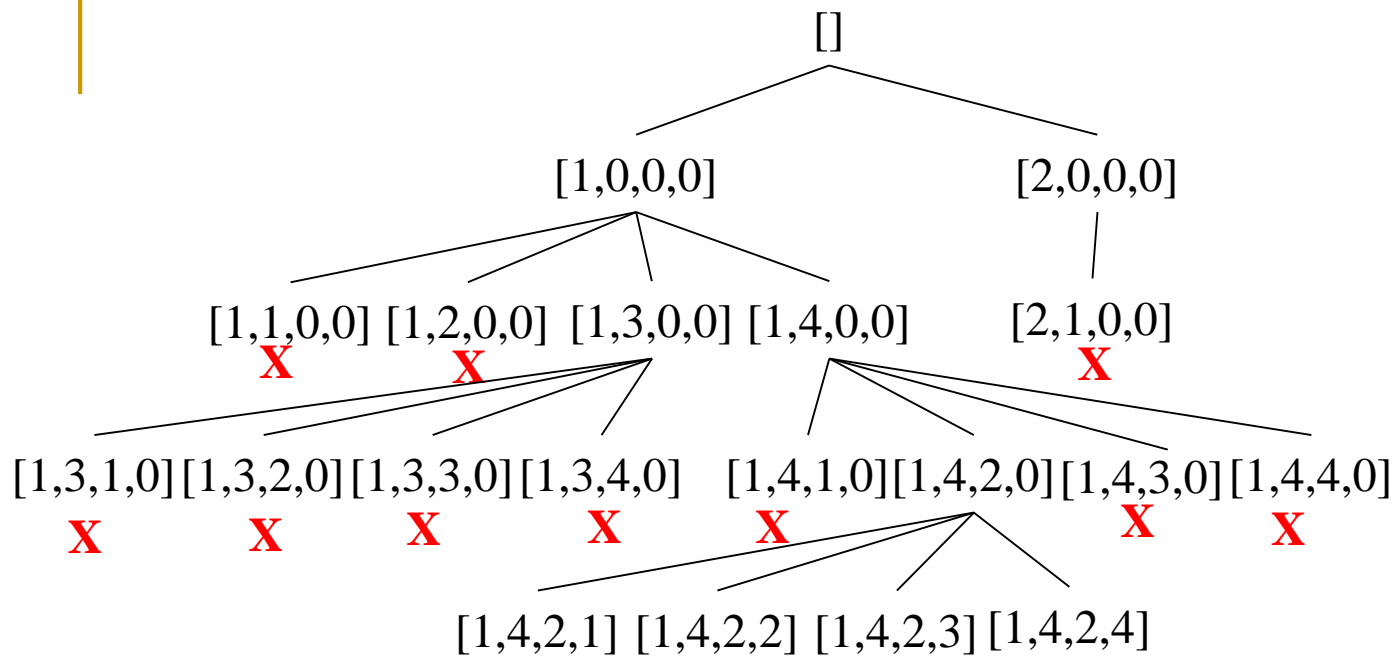 []
[1,0,0,0] [2,0,0,0]
[1,1,0,0] [1,2,0,0] [1,3,0,0] [1,4,0,0] [2,1,0,0]
X X X
[1,3,1,0] [1,3,2,0] [1,3,3,0] [1,3,4,0] [1,4,1,0] [1,4,2,0] [1,4,3,0] [1,4,4,0]
X X X X X X X
[1,4,2,1] [1,4,2,2] [1,4,2,3] [1,4,2,4]